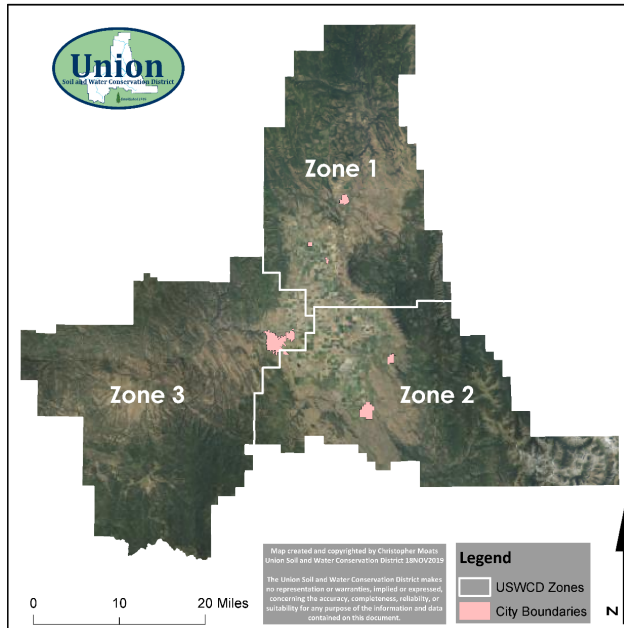 Union
Soil and Water Conservation District
Zone 1
Zone 3
Zone 2
Map created and copyrighted by Christopher Moats
Union Soil and Water Conservation District 18NOV2019
The Union Soil and Water Conservation District makes
no representation or warranties, implied or expressed,
concerning the accuracy, completeness, reliabilty, or
suitability for any purpose of the information and data
contained on this document.
Legend
USWCD Zones
City Boundaries
0 10 20 Miles
N